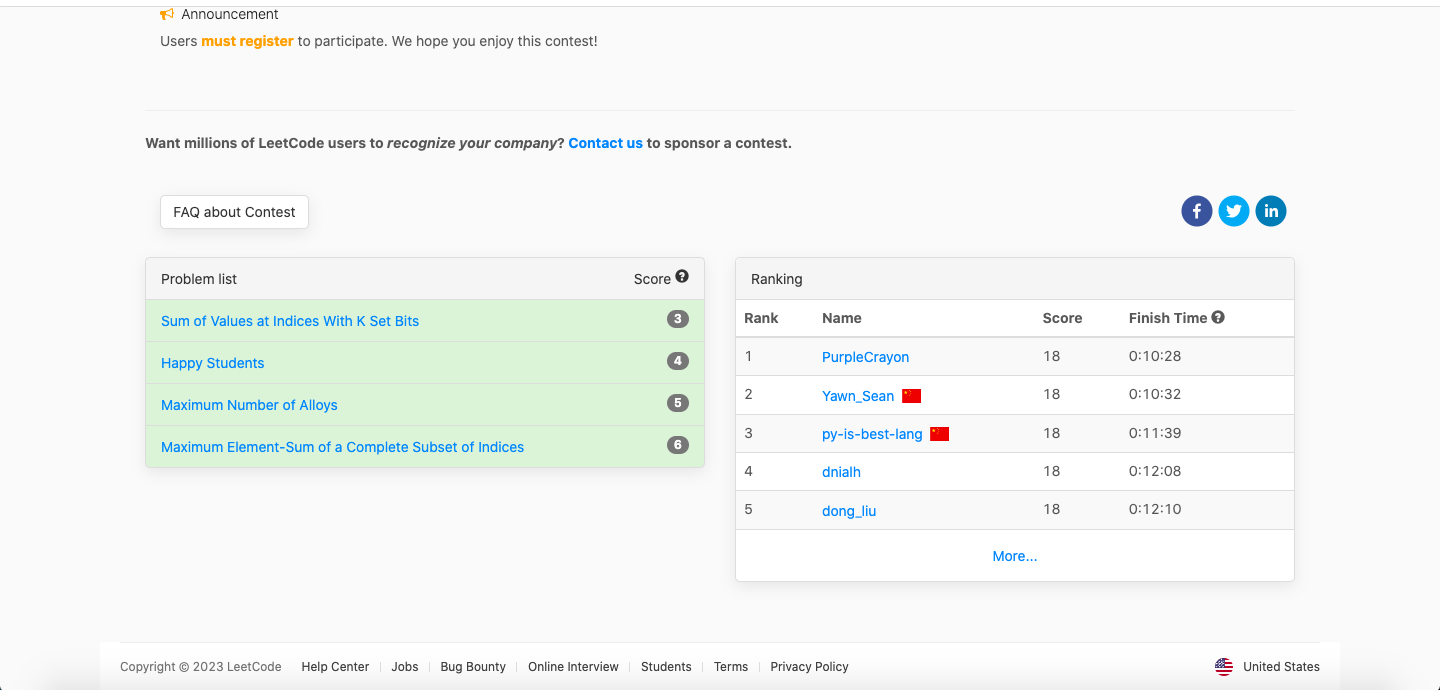 Announcement
Users must register to participate. We hope you enjoy this contest!
Want millions of LeetCode users to recognize your company? Contact us to sponsor a contest.
FAQ about Contest
Problem list Score
Sum of Values at Indices With K Set Bits 3
Happy Students 4
Maximum Number of Alloys 5
Maximum Element-Sum of a Complete Subset of Indices 6
Ranking
Rank Name Score Finish Time
1 PurpleCrayon 18 0:10:28
2 Yawn_Sean 18 0:10:32
3 py-is-best-lang 18 0:11:39
4 dnialh 18 0:12:08
5 dong_liu 18 0:12:10
More...
Copyright © 2023 LeetCode Help Center Jobs Bug Bounty Online Interview Students Terms Privacy Policy United States